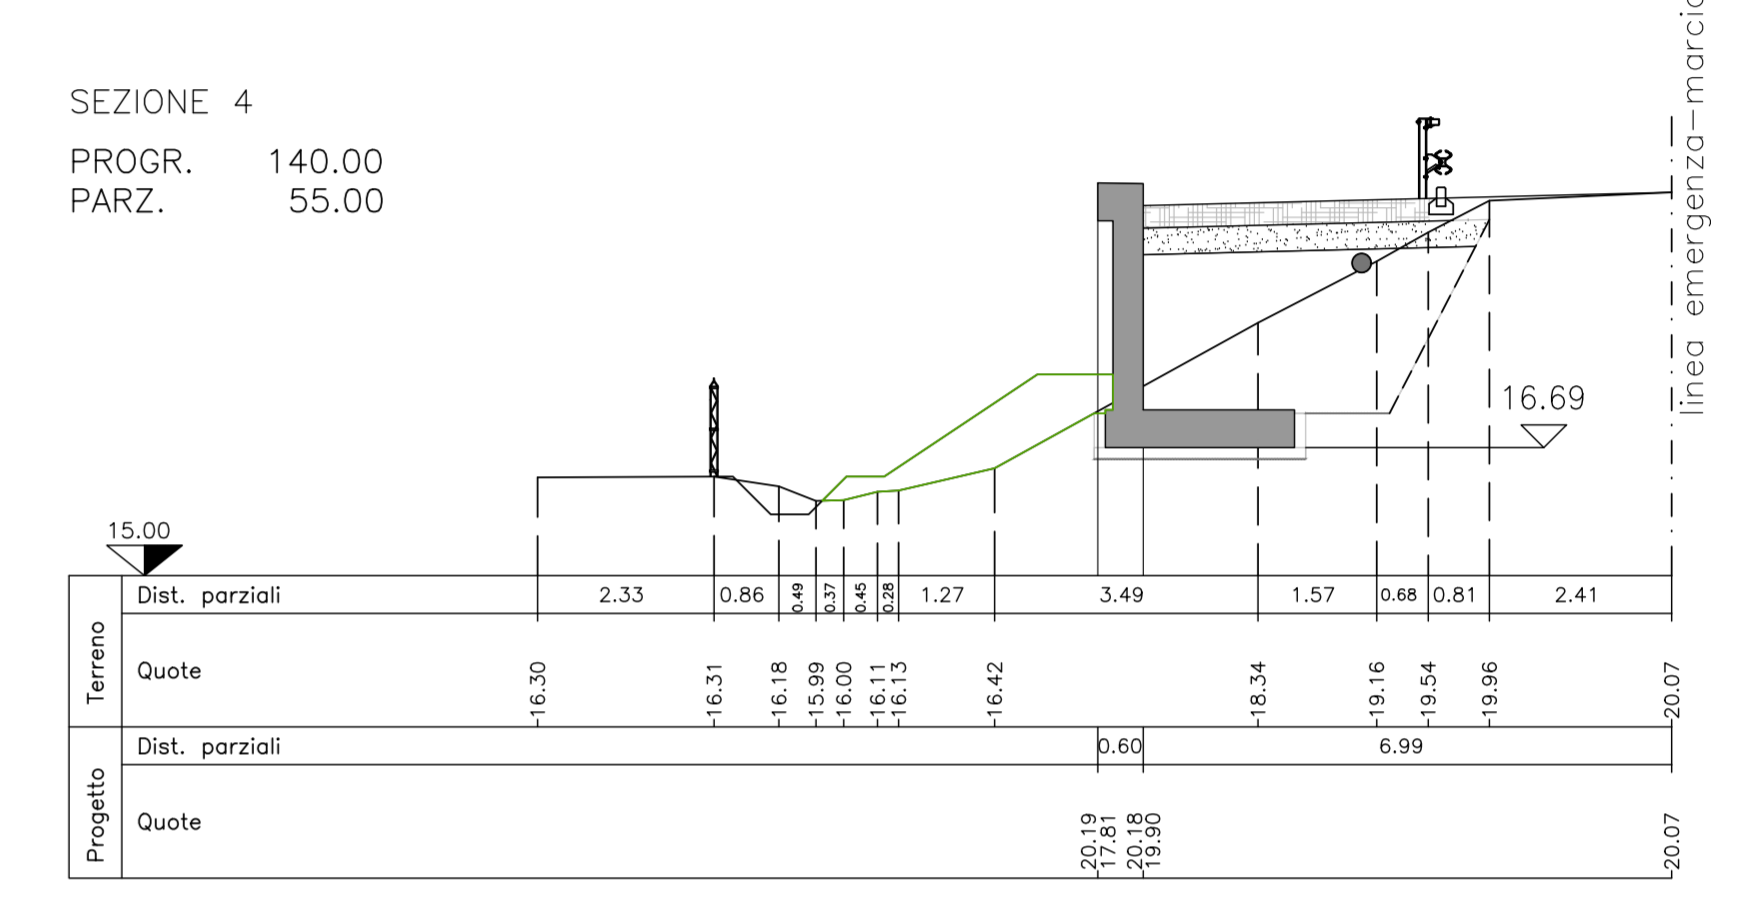 SEZIONE 4
PROGR. 140.00
PARZ. 55.00
linea emergenza-marcic
16.69
15.00
Terreno
Dist. parziali 2.33 0.86 0.49 0.37 0.45 0.28 1.27 3.49 1.57 0.68 0.81 2.41
Quote 16.30 16.31 16.18 15.99 16.00 16.11 16.13 16.42 18.34 19.16 19.54 19.96 20.07
Progetto
Dist. parziali 0.60 6.99
Quote 20.19 17.81 20.18 19.90 20.07